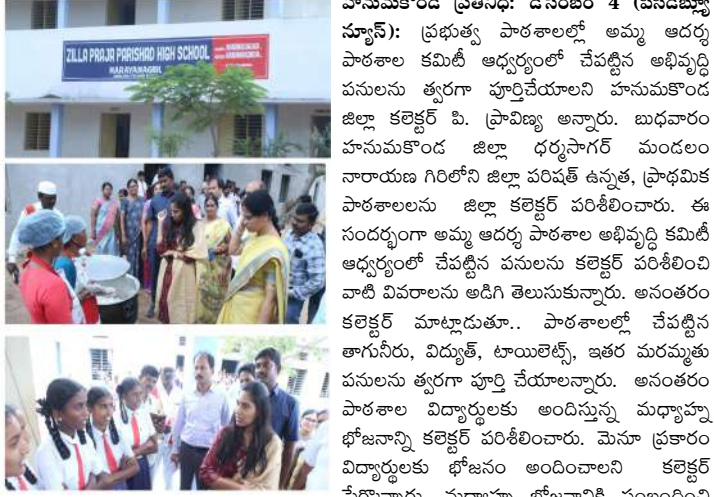 ZILLA PRAJA PARISHAD HIGH SCHOOL
NARAYANAGIRI,
హనుమకొండ ప్రతినిధి: డిసెంబర్ 4 (
న్యూస్): ప్రభుత్వ పాఠశాలల్లో అమ్మ ఆదర్శ
పాఠశాల కమిటీ ఆధ్వర్యంలో చేపట్టిన అభివృద్ధి
పనులను త్వరగా పూర్తిచేయాలని హనుమకొండ
జిల్లా కలెక్టర్ పి. ప్రావిణ్య అన్నారు. బుధవారం
హనుమకొండ జిల్లా ధర్మసాగర్ మండలం
నారాయణ గిరిలోని జిల్లా పరిషత్ ఉన్నత, ప్రాథమిక
పాఠశాలలను జిల్లా కలెక్టర్ పరిశీలించారు. ఈ
సందర్భంగా అమ్మ ఆదర్శ పాఠశాల అభివృద్ధి కమిటీ
ఆధ్వర్యంలో చేపట్టిన పనులను కలెక్టర్ పరిశీలించి
వాటి వివరాలను అడిగి తెలుసుకున్నారు. అనంతరం
కలెక్టర్ మాట్లాడుతూ.. పాఠశాలల్లో చేపట్టిన
తాగునీరు, విద్యుత్, టాయిలెట్స్, ఇతర మరమ్మతు
పనులను త్వరగా పూర్తి చేయాలన్నారు. అనంతరం
పాఠశాల విద్యార్థులకు అందిస్తున్న మధ్యాహ్న
భోజనాన్ని కలెక్టర్ పరిశీలించారు. మెనూ ప్రకారం
విద్యార్థులకు భోజనం అందించాలని కలెక్టర్
పేర్కొన్నారు. మధ్యాహ్న భోజనానికి సంబంధించి